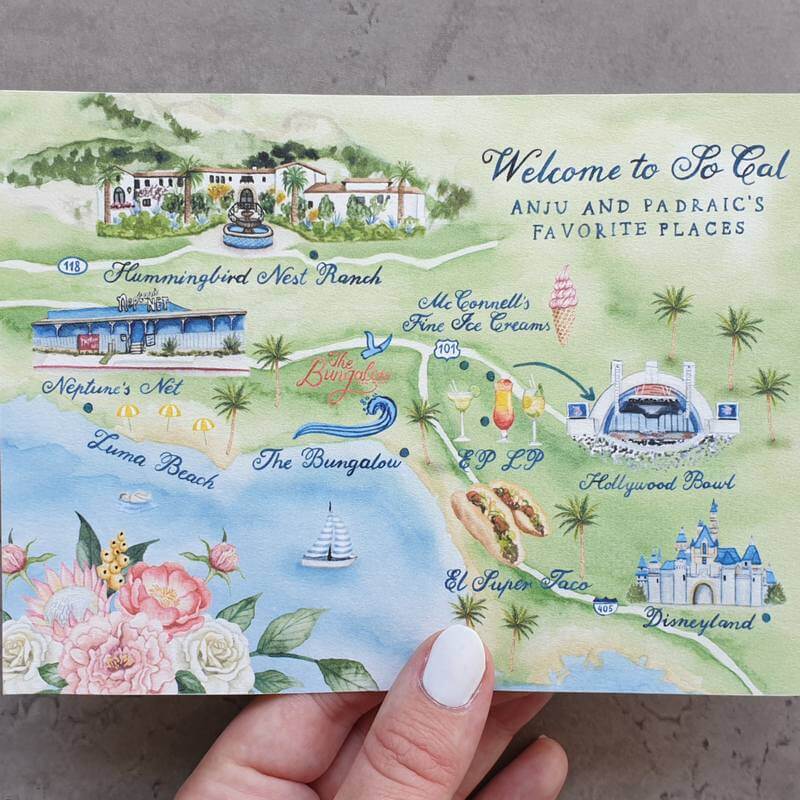 Welcome to So Cal
ANJU AND PADRAIC'S
FAVORITE PLACES
118
Hummingbird Nest Ranch
Neptune's
NET
Neptune's Net
McConnell's
Fine Ice Creams
101
The
Bungalow
Luma Beach
The Bungalow
EP LP
Hollywood Bowl
El Super Taco
405
Disneyland